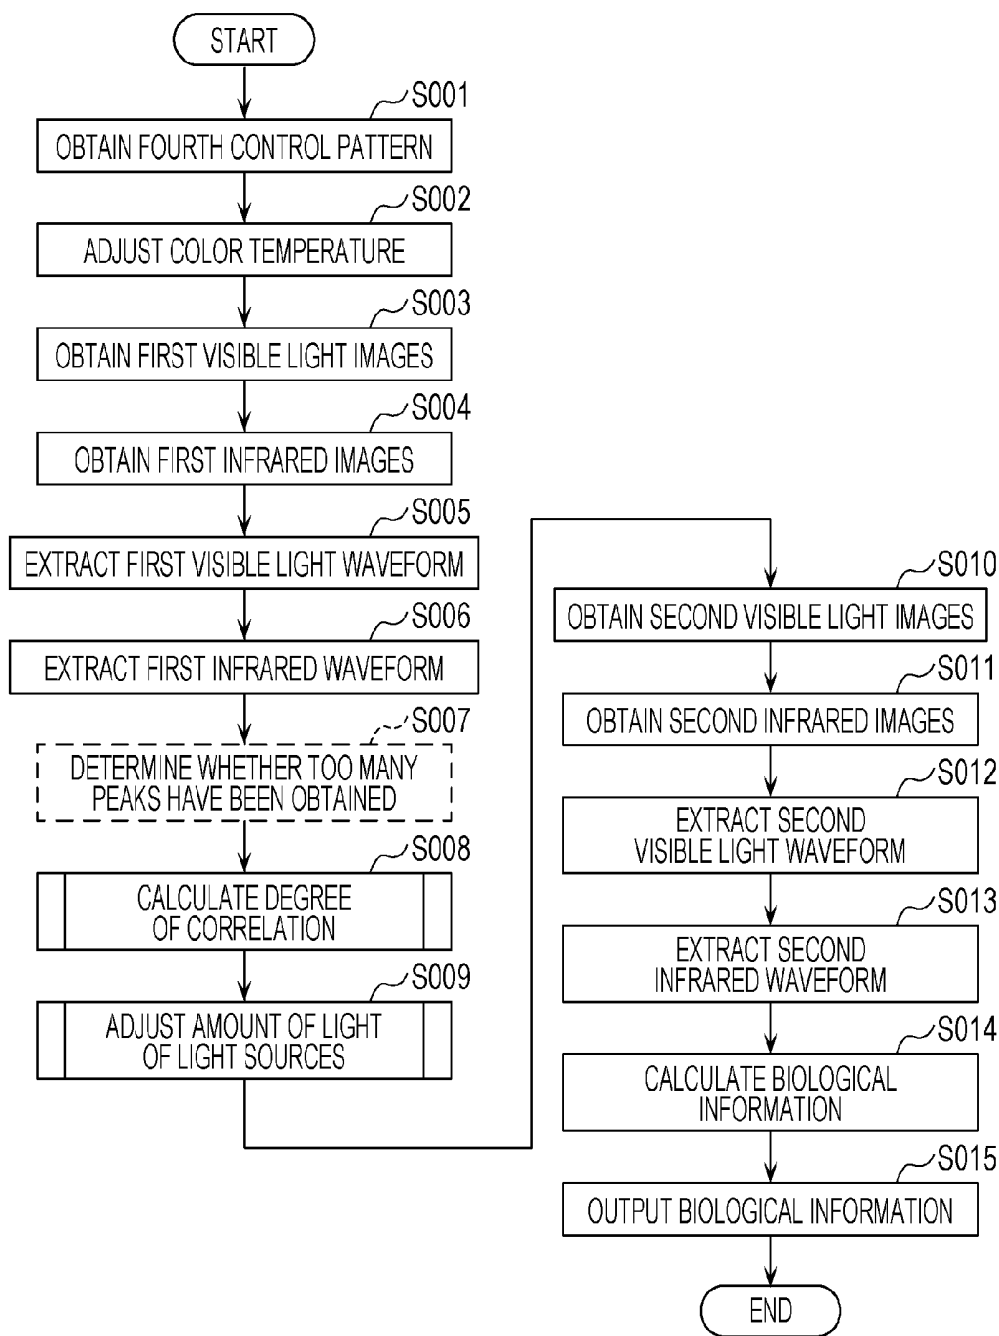 START
S001
OBTAIN FOURTH CONTROL PATTERN
S002
ADJUST COLOR TEMPERATURE
S003
OBTAIN FIRST VISIBLE LIGHT IMAGES
S004
OBTAIN FIRST INFRARED IMAGES
S005
EXTRACT FIRST VISIBLE LIGHT WAVEFORM
S006
EXTRACT FIRST INFRARED WAVEFORM
S007
DETERMINE WHETHER TOO MANY
PEAKS HAVE BEEN OBTAINED
S008
CALCULATE DEGREE
OF CORRELATION
S009
ADJUST AMOUNT OF LIGHT
OF LIGHT SOURCES
S010
OBTAIN SECOND VISIBLE LIGHT IMAGES
S011
OBTAIN SECOND INFRARED IMAGES
S012
EXTRACT SECOND
VISIBLE LIGHT WAVEFORM
S013
EXTRACT SECOND
INFRARED WAVEFORM
S014
CALCULATE BIOLOGICAL
INFORMATION
S015
OUTPUT BIOLOGICAL INFORMATION
END